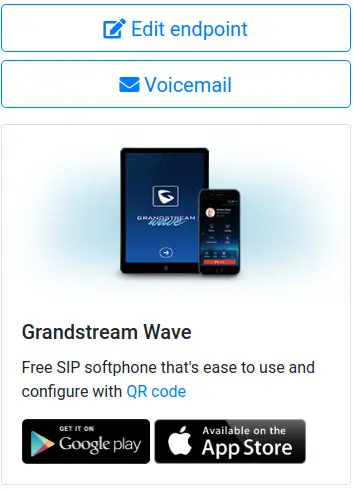 Edit endpoint
Voicemail
GRANDSTREAM
wave
Grandstream Wave
Free SIP softphone that's ease to use and
configure with QR code
GET IT ON
Google play
Available on the
App Store